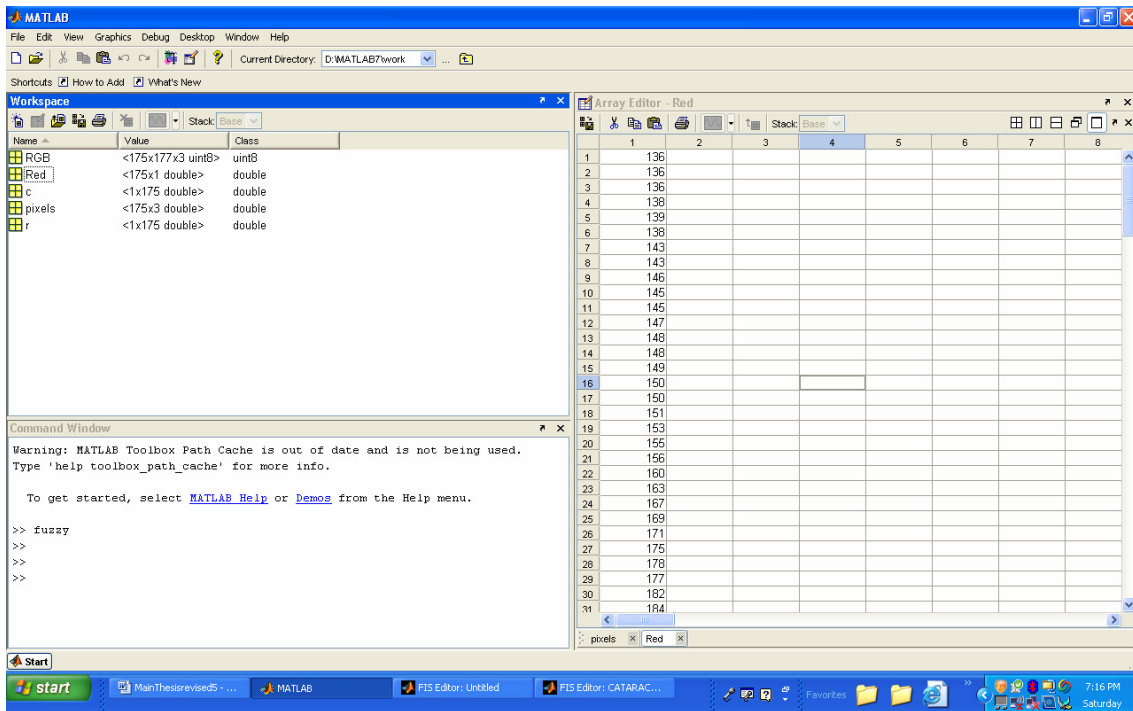 MATLAB
File Edit View Graphics Debug Desktop Window Help
Current Directory: D:\MATLAB7\work
Shortcuts How to Add What's New
Workspace
Stack: Base
Name Value Class
RGB <175x177x3 uint8> uint8
Red <175x1 double> double
c <1x175 double> double
pixels <175x3 double> double
r <1x175 double> double
Command Window
Warning: MATLAB Toolbox Path Cache is out of date and is not being used.
Type 'help toolbox_path_cache' for more info.
To get started, select MATLAB Help or Demos from the Help menu.
>> fuzzy
>>
>>
>>
Array Editor - Red
Stack: Base
1 2 3 4 5 6 7 8
1 136
2 136
3 136
4 138
5 139
6 138
7 143
8 143
9 146
10 145
11 145
12 147
13 148
14 148
15 149
16 150
17 150
18 151
19 153
20 155
21 156
22 160
23 163
24 167
25 169
26 171
27 175
28 178
29 177
30 182
31 184
pixels Red
Start
start MainThesisrevised5 - ... MATLAB FIS Editor: Untitled FIS Editor: CATARAC... Favorites 7:16 PM
Saturday